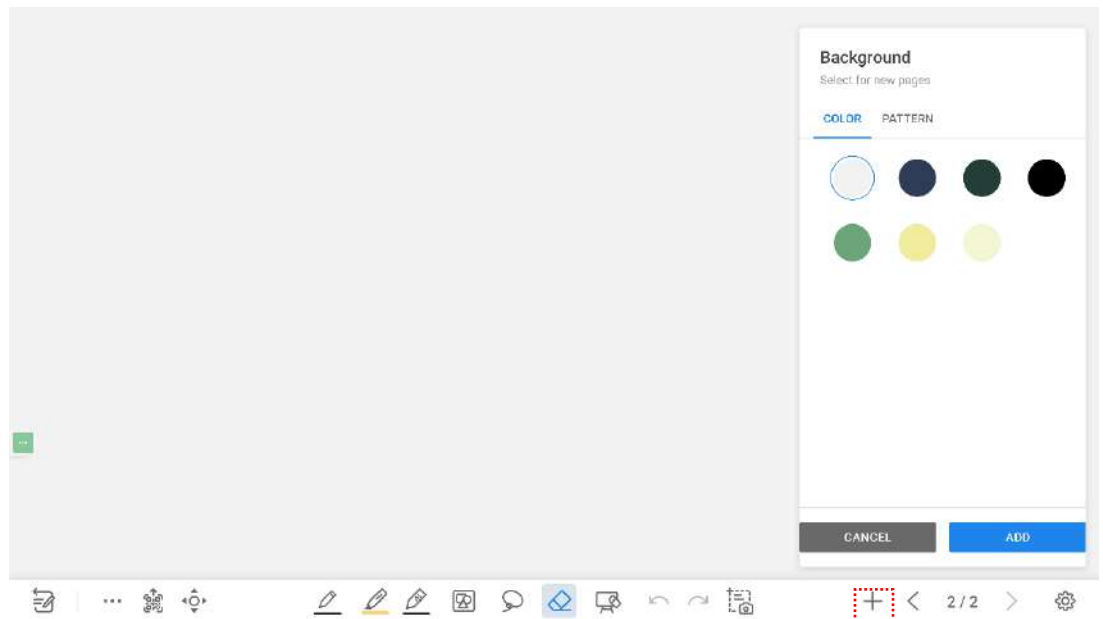 Background
Select for new pages
COLOR PATTERN
CANCEL ADD
2/2